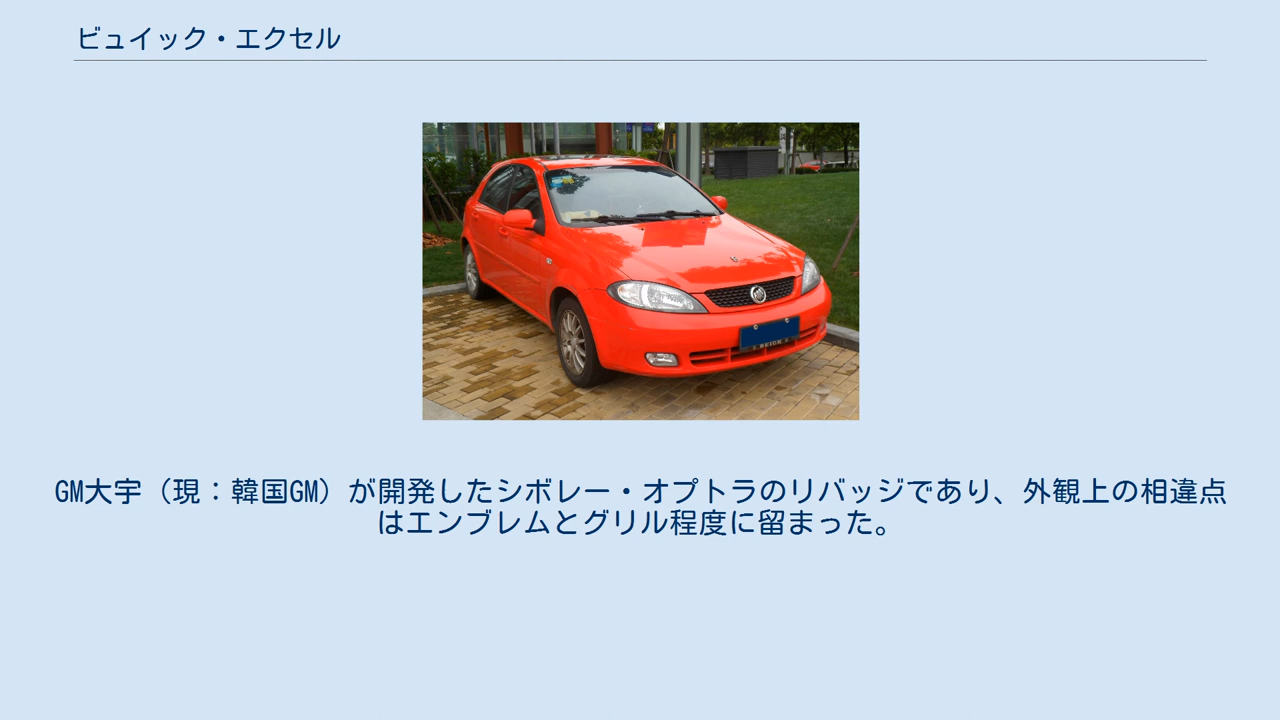 ビュイック・エクセル
BUICK
GM大宇（現：韓国GM）が開発したシボレー・オプトラのリバッジであり、外観上の相違点
はエンブレムとグリル程度に留まった。